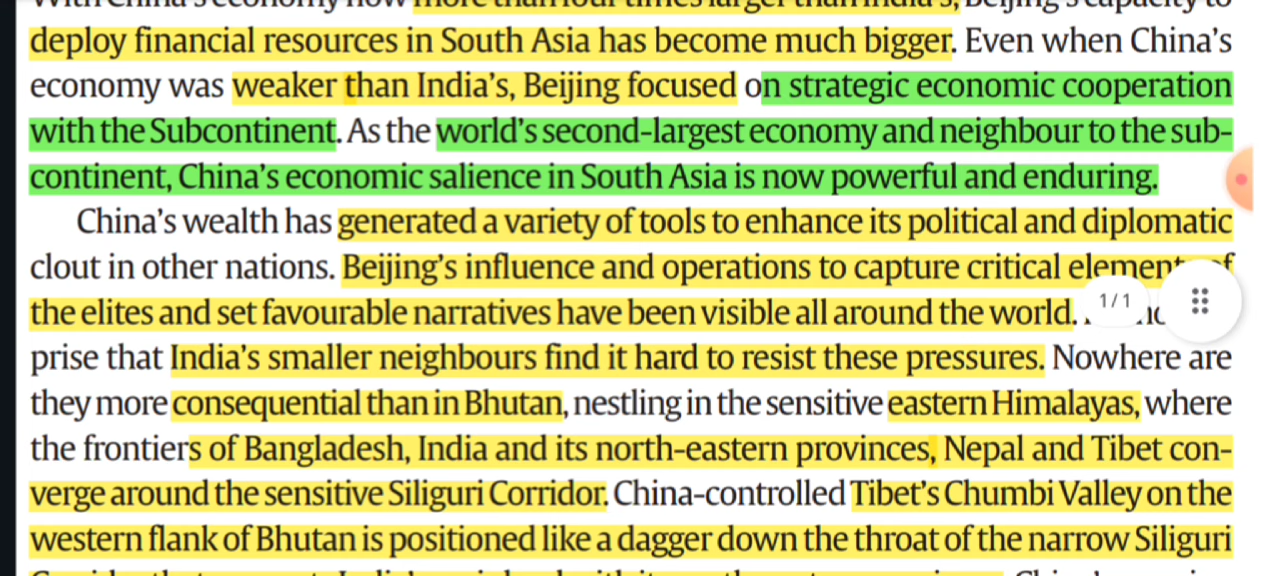 deploy financial resources in South Asia has become much bigger. Even when China's
economy was weaker than India's, Beijing focused on strategic economic cooperation
with the Subcontinent. As the world's second-largest economy and neighbour to the sub-
continent, China's economic salience in South Asia is now powerful and enduring.
China's wealth has generated a variety of tools to enhance its political and diplomatic
clout in other nations. Beijing's influence and operations to capture critical elements of
the elites and set favourable narratives have been visible all around the world.
1/1
prise that India's smaller neighbours find it hard to resist these pressures. Nowhere are
they more consequential than in Bhutan, nestling in the sensitive eastern Himalayas, where
the frontiers of Bangladesh, India and its north-eastern provinces, Nepal and Tibet con-
verge around the sensitive Siliguri Corridor. China-controlled Tibet's Chumbi Valley on the
western flank of Bhutan is positioned like a dagger down the throat of the narrow Siliguri